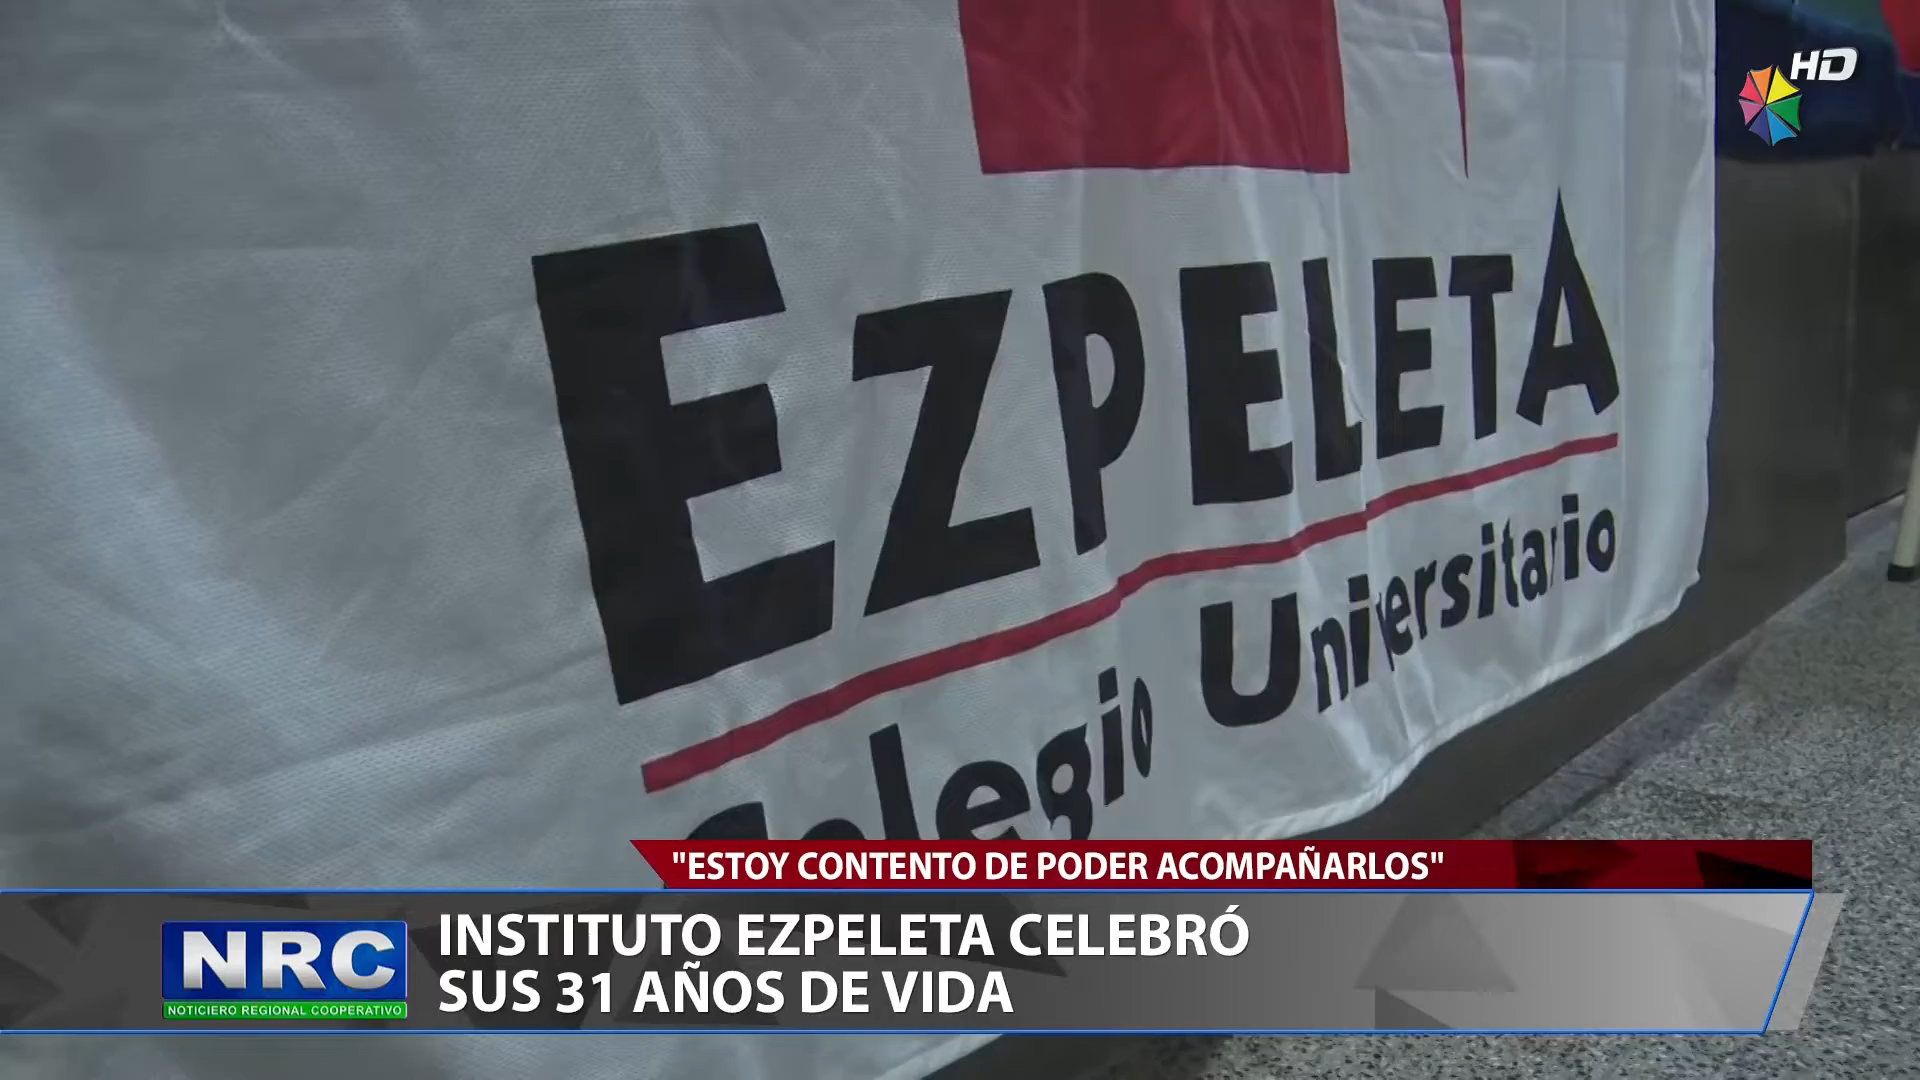 HD
EZPELETA
Colegio Universitario
"ESTOY CONTENTO DE PODER ACOMPAÑARLOS"
INSTITUTO EZPELETA CELEBRÓ
SUS 31 AÑOS DE VIDA
NRC
NOTICIERO REGIONAL COOPERATIVO